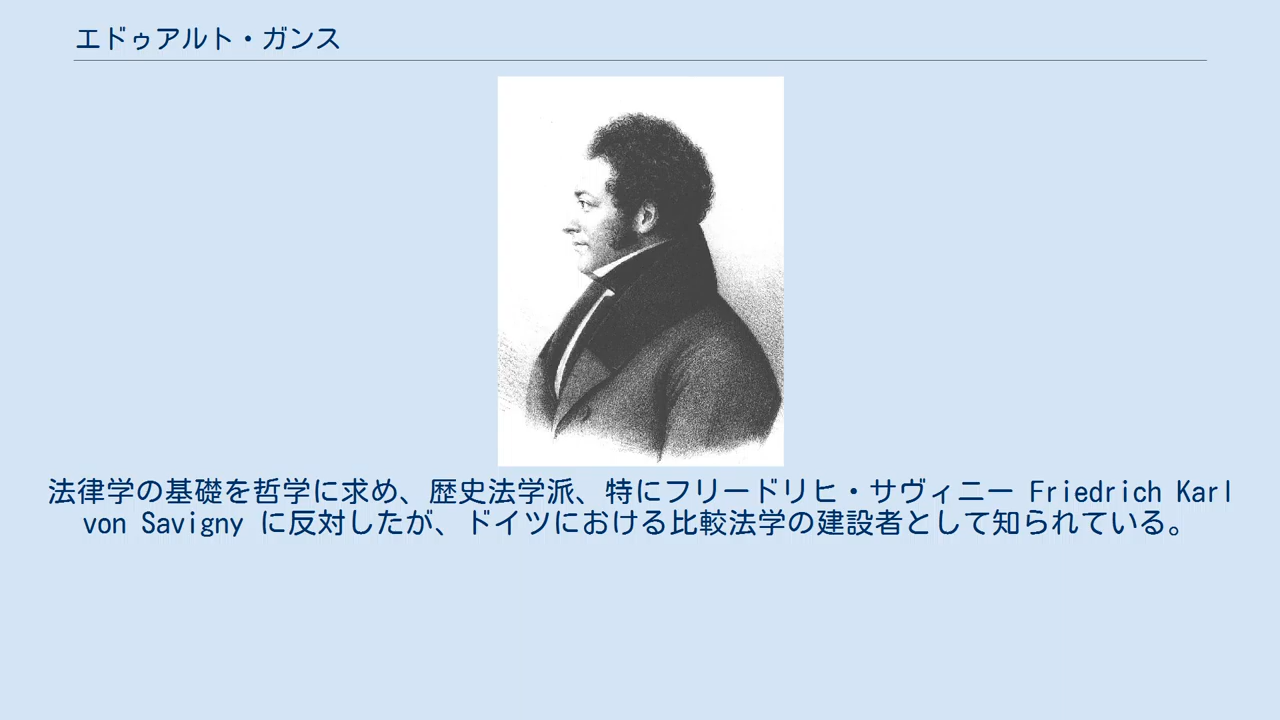 エドゥアルト・ガンス
法律学の基礎を哲学に求め、歴史法学派、特にフリードリヒ・サヴィニー Friedrich Karl
von Savigny に反対したが、ドイツにおける比較法学の建設者として知られている。